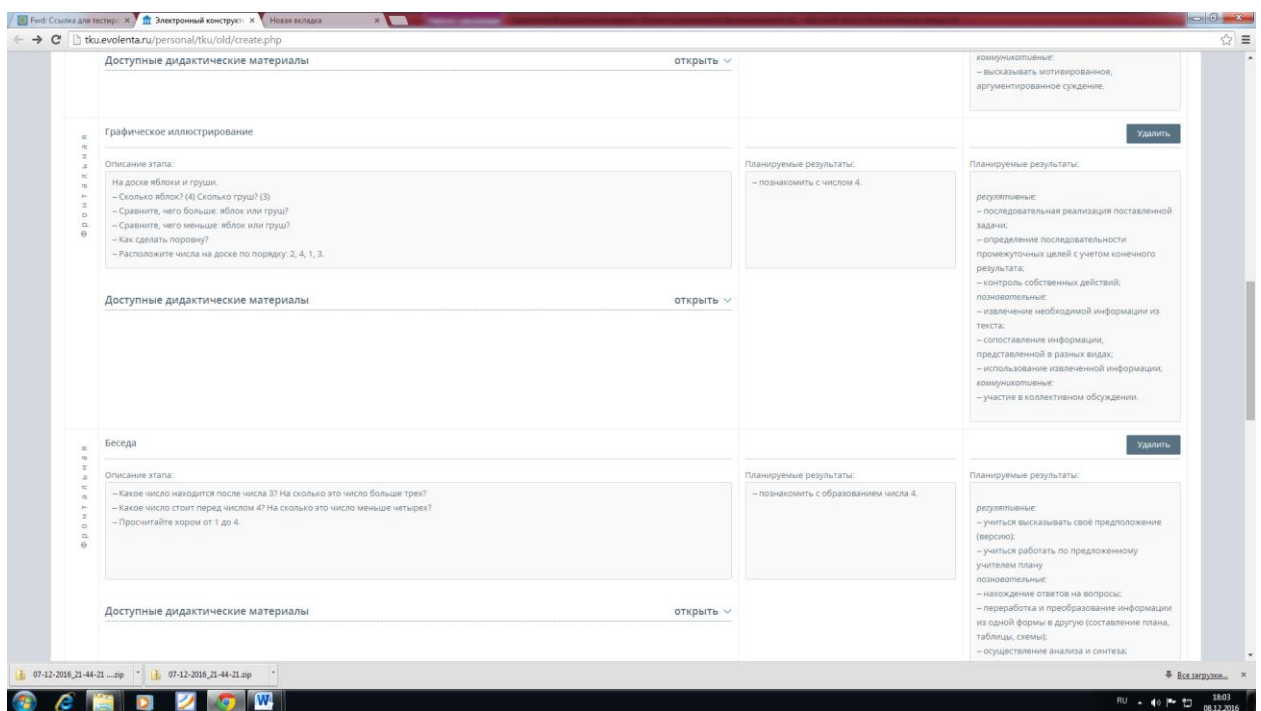 Fwd: Ссылка для тестир
Электронный конструкт
Новая вкладка
tku.evolenta.ru/personal/tku/old/create.php
Доступные дидактические материалы
открыть
коммуникативные:
– высказывать мотивированное,
аргументированное суждение.
фронтальная
Графическое иллюстрирование
Удалить
Описание этапа:
На доске яблоки и груши.
– Сколько яблок? (4) Сколько груш? (3)
– Сравните, чего больше: яблок или груш?
– Сравните, чего меньше: яблок или груш?
– Как сделать поровну?
– Расположите числа на доске по порядку: 2, 4, 1, 3.
Планируемые результаты:
– познакомить с числом 4.
Планируемые результаты:
регулятивные:
– последовательная реализация поставленной
задачи;
– определение последовательности
промежуточных целей с учетом конечного
результата;
– контроль собственных действий;
познавательные:
– извлечение необходимой информации из
текста;
– сопоставление информации,
представленной в разных видах;
– использование извлеченной информации;
коммуникативные:
– участие в коллективном обсуждении.
Доступные дидактические материалы
открыть
фронтальная
Беседа
Удалить
Описание этапа:
– Какое число находится после числа 3? На сколько это число больше трех?
– Какое число стоит перед числом 4? На сколько это число меньше четырех?
– Просчитайте хором от 1 до 4.
Планируемые результаты:
– познакомить с образованием числа 4.
Планируемые результаты:
регулятивные:
– учиться высказывать своё предположение
(версию);
– учиться работать по предложенному
учителем плану
познавательные:
– нахождение ответов на вопросы;
– переработка и преобразование информации
из одной формы в другую (составление плана,
таблицы, схемы);
– осуществление анализа и синтеза;
Доступные дидактические материалы
открыть
07-12-2016_21-44-21 ....zip
07-12-2016_21-44-21.zip
Все загрузки...
RU
18:03
08.12.2016